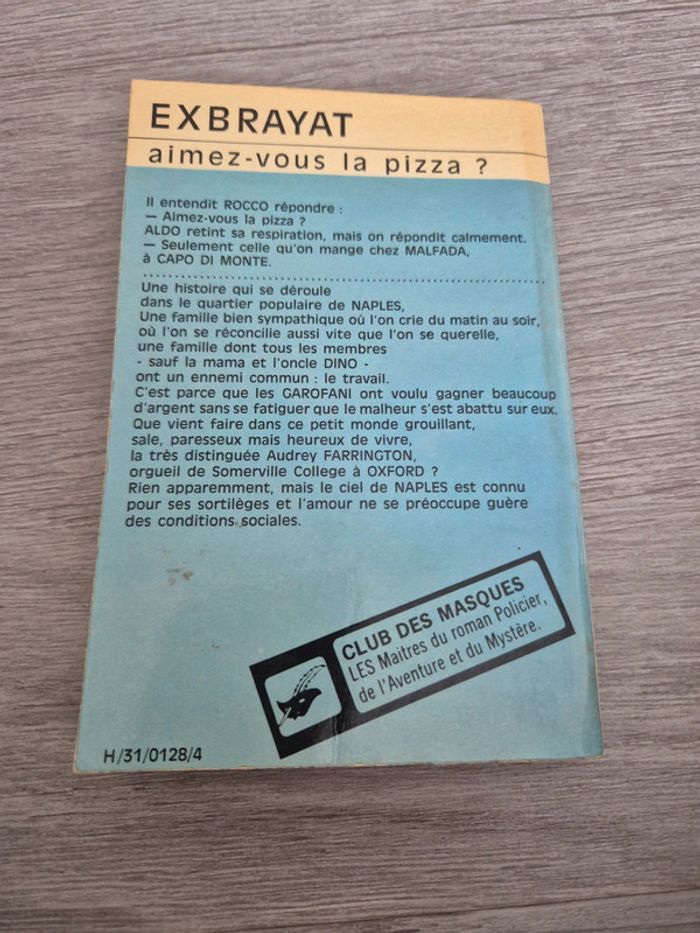 EXBRAYAT
aimez-vous la pizza ?
Il entendit ROCCO répondre :
— Aimez-vous la pizza ?
ALDO retint sa respiration, mais on répondit calmement.
— Seulement celle qu'on mange chez MALFADA,
à CAPO DI MONTE.
Une histoire qui se déroule
dans le quartier populaire de NAPLES,
Une famille bien sympathique où l'on crie du matin au soir,
où l'on se réconcilie aussi vite que l'on se querelle,
une famille dont tous les membres
- sauf la mama et l'oncle DINO -
ont un ennemi commun : le travail.
C'est parce que les GAROFANI ont voulu gagner beaucoup
d'argent sans se fatiguer que le malheur s'est abattu sur eux.
Que vient faire dans ce petit monde grouillant,
sale, paresseux mais heureux de vivre,
la très distinguée Audrey FARRINGTON,
orgueil de Somerville College à OXFORD ?
Rien apparemment, mais le ciel de NAPLES est connu
pour ses sortilèges et l'amour ne se préoccupe guère
des conditions sociales.
CLUB DES MASQUES
LES Maîtres du roman Policier,
de l'Aventure et du Mystère.
H/31/0128/4